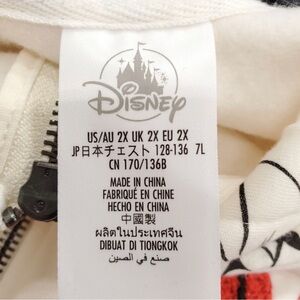 Disney
US/AU 2X UK 2X EU 2X
JP日本チェスト 128-136 7L
CN 170/136B
MADE IN CHINA
FABRIQUÉ EN CHINE
HECHO EN CHINA
中國製
ผลิตในประเทศจีน
DIBUAT DI TIONGKOK
صنع في الصين